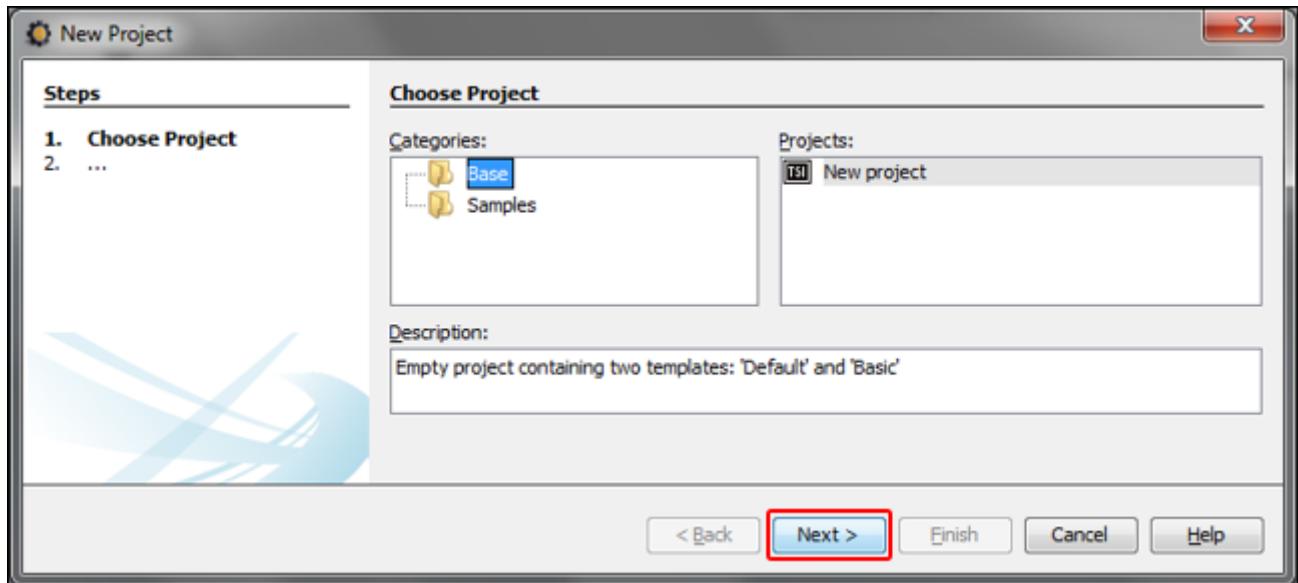 New Project
Steps
1. Choose Project
2. ...
Choose Project
Categories:
Base
Samples
Projects:
TSI New project
Description:
Empty project containing two templates: 'Default' and 'Basic'
< Back Next > Finish Cancel Help